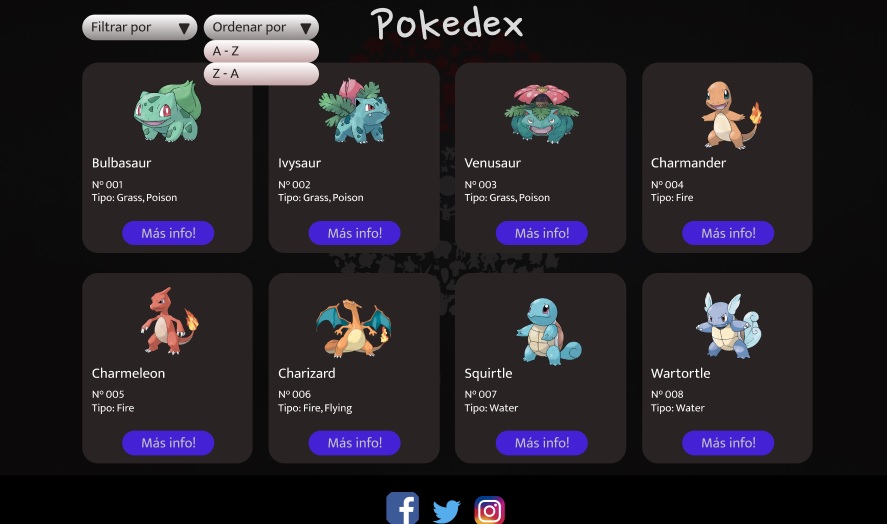 Filtrar por ▼
Ordenar por ▼
Pokedex
A - Z
Z - A
Bulbasaur
Nº 001
Tipo: Grass, Poison
Más info!
Ivysaur
Nº 002
Tipo: Grass, Poison
Más info!
Venusaur
Nº 003
Tipo: Grass, Poison
Más info!
Charmander
Nº 004
Tipo: Fire
Más info!
Charmeleon
Nº 005
Tipo: Fire
Más info!
Charizard
Nº 006
Tipo: Fire, Flying
Más info!
Squirtle
Nº 007
Tipo: Water
Más info!
Wartortle
Nº 008
Tipo: Water
Más info!